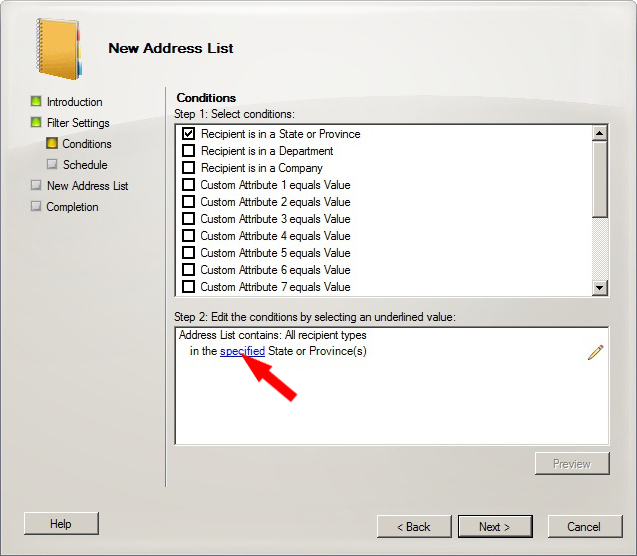 New Address List
Introduction
Filter Settings
Conditions
Schedule
New Address List
Completion
Conditions
Step 1: Select conditions:
Recipient is in a State or Province
Recipient is in a Department
Recipient is in a Company
Custom Attribute 1 equals Value
Custom Attribute 2 equals Value
Custom Attribute 3 equals Value
Custom Attribute 4 equals Value
Custom Attribute 5 equals Value
Custom Attribute 6 equals Value
Custom Attribute 7 equals Value
Step 2: Edit the conditions by selecting an underlined value:
Address List contains: All recipient types
in the specified State or Province(s)
Preview
Help
< Back
Next >
Cancel